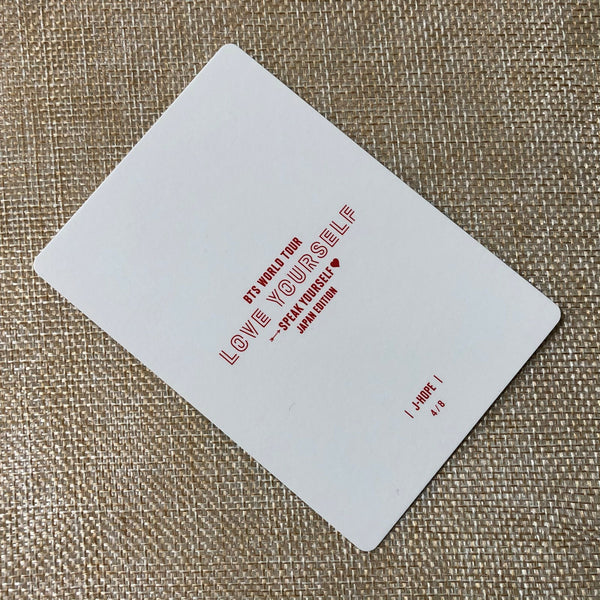 BTS WORLD TOUR
LOVE YOURSELF
SPEAK YOURSELF
JAPAN EDITION
| J-HOPE |
4/8